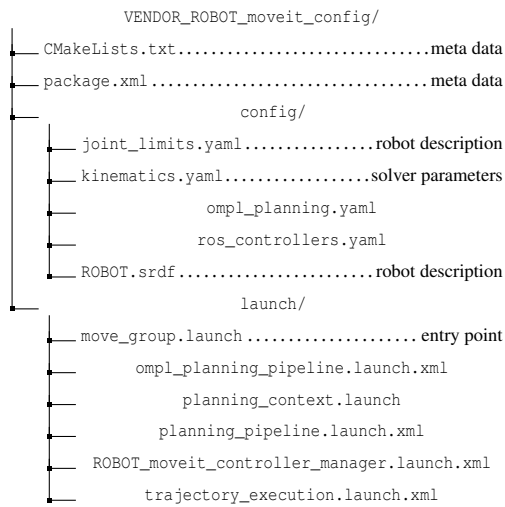 VENDOR_ROBOT_moveit_config/
CMakeLists.txt..............................meta data
package.xml.................................meta data
config/
joint_limits.yaml................robot description
kinematics.yaml..................solver parameters
ompl_planning.yaml
ros_controllers.yaml
ROBOT.srdf........................robot description
launch/
move_group.launch.....................entry point
ompl_planning_pipeline.launch.xml
planning_context.launch
planning_pipeline.launch.xml
ROBOT_moveit_controller_manager.launch.xml
trajectory_execution.launch.xml